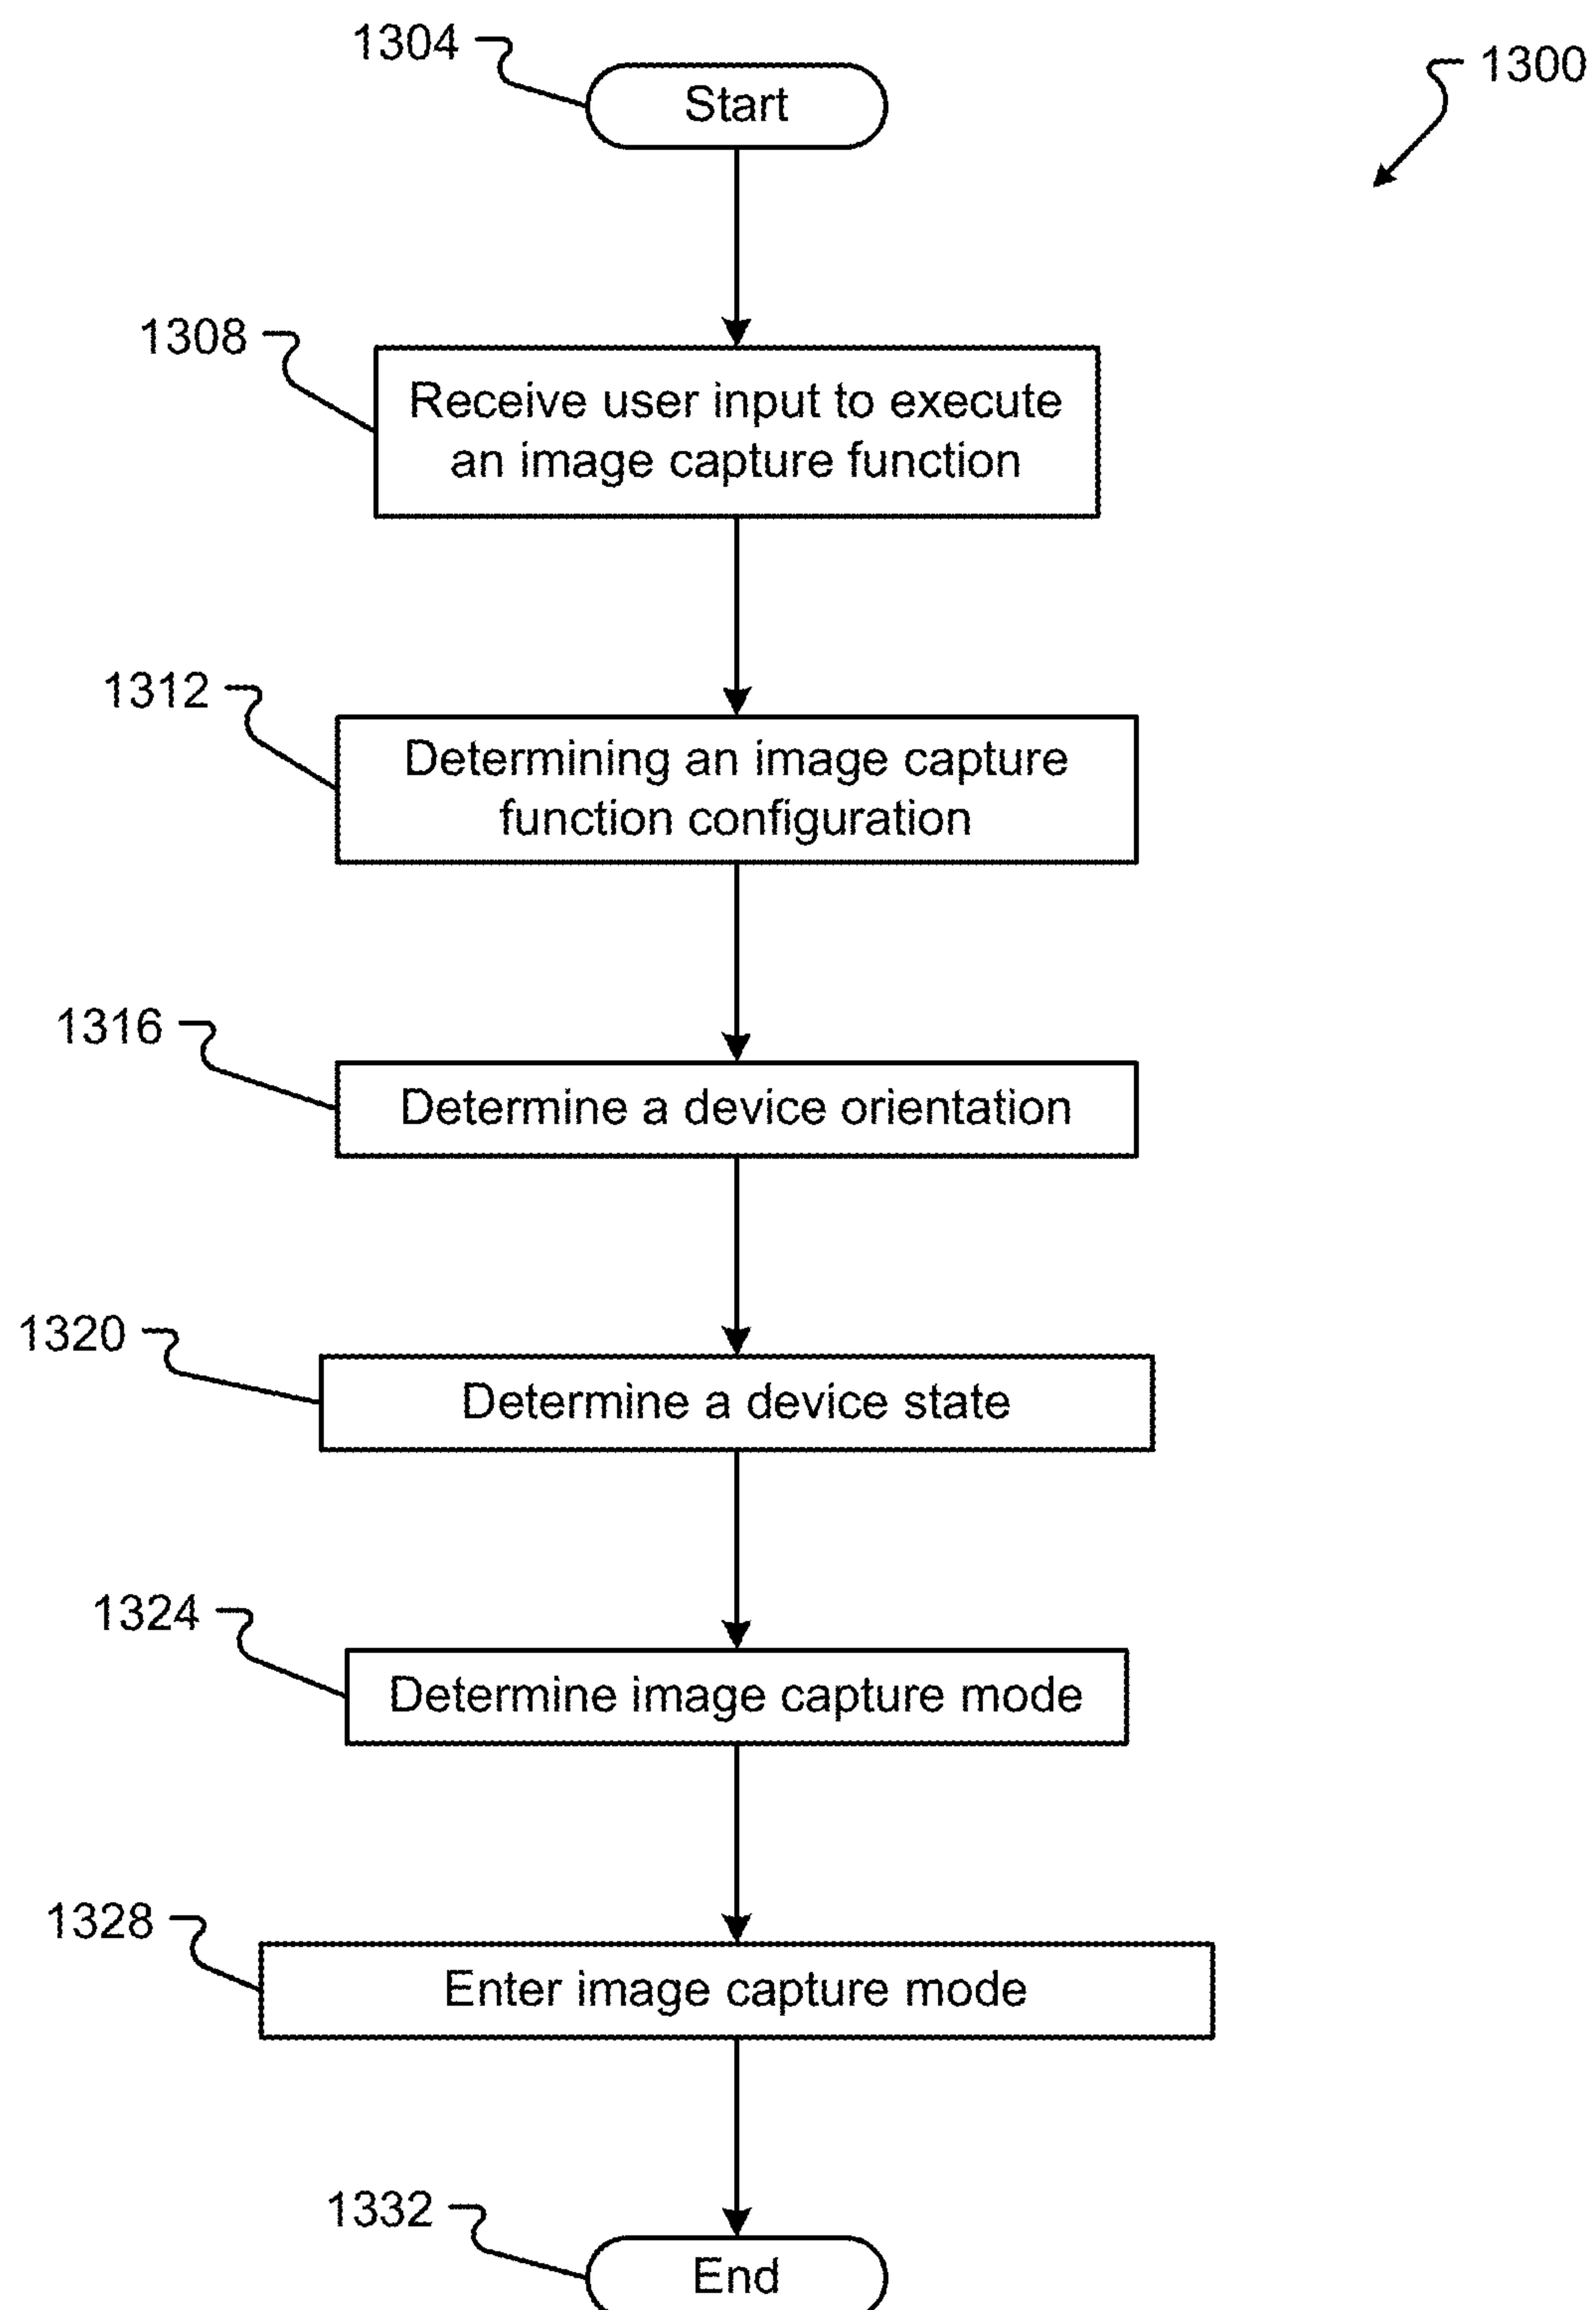 1304
Start
1300
1308
Receive user input to execute
an image capture function
1312
Determining an image capture
function configuration
1316
Determine a device orientation
1320
Determine a device state
1324
Determine image capture mode
1328
Enter image capture mode
1332
End